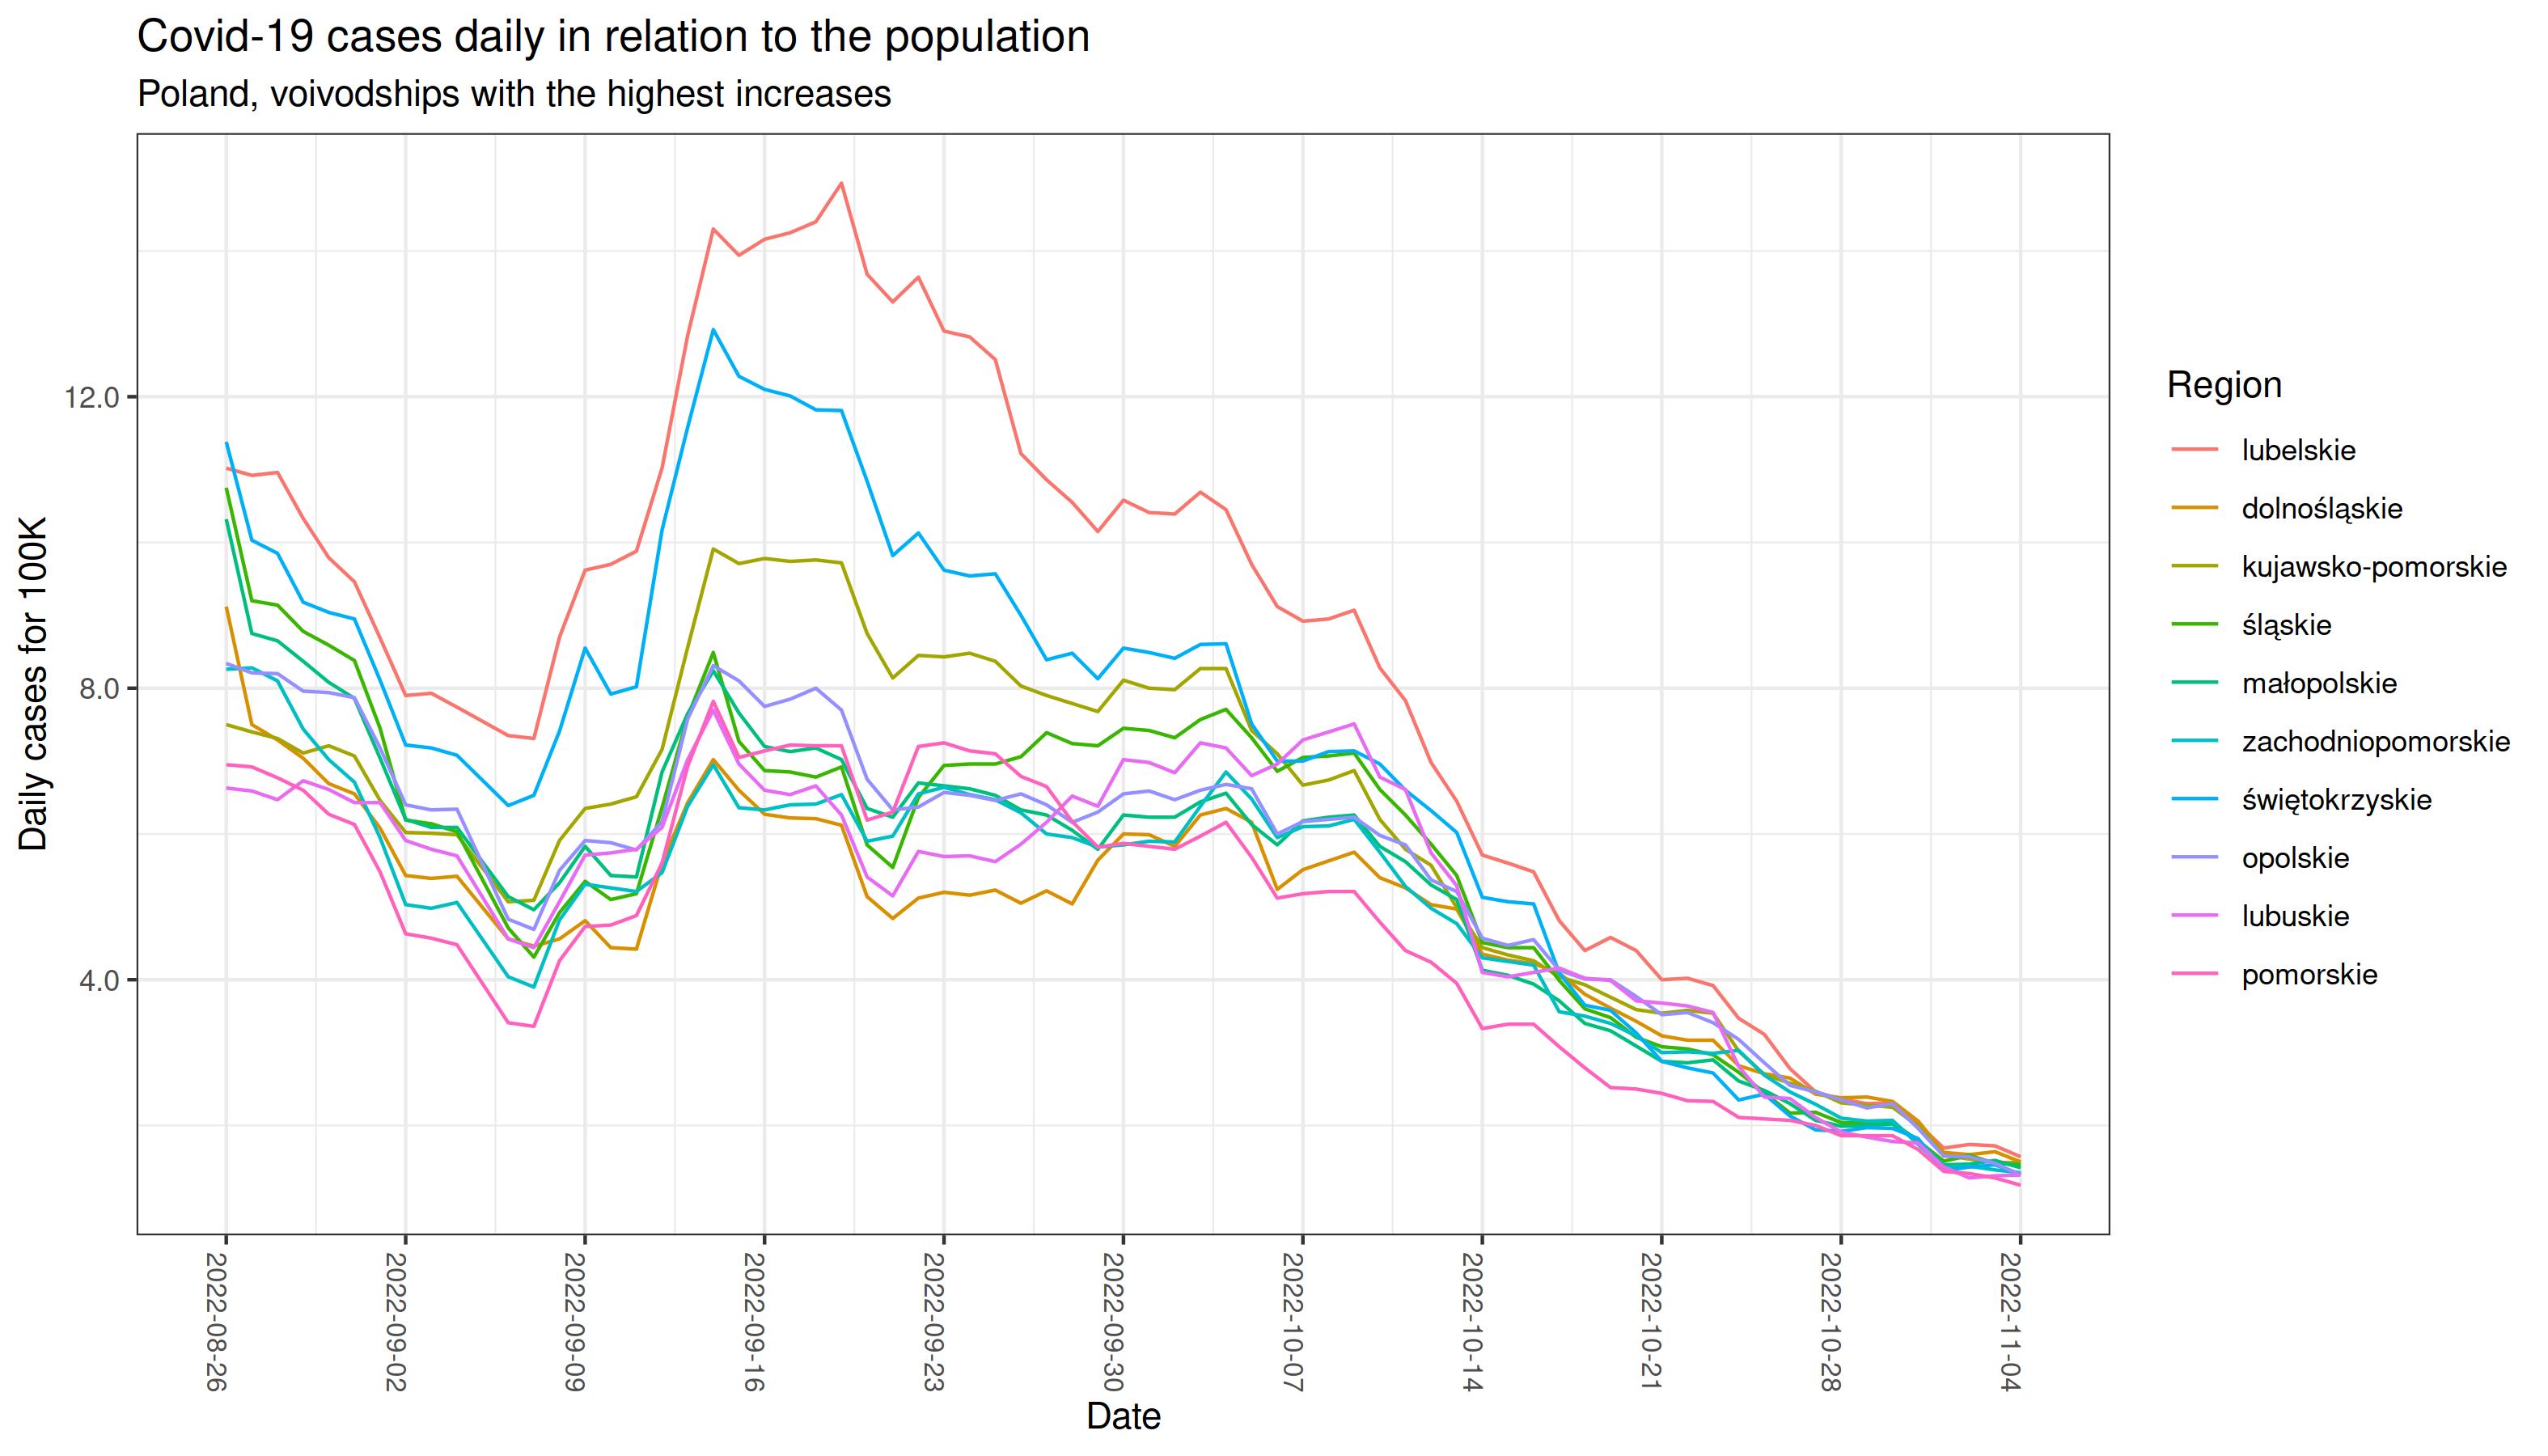 Covid-19 cases daily in relation to the population
Poland, voivodships with the highest increases
Daily cases for 100K
12.0
8.0
4.0
2022-08-26
2022-09-02
2022-09-09
2022-09-16
2022-09-23
2022-09-30
2022-10-07
2022-10-14
2022-10-21
2022-10-28
2022-11-04
Date
Region
lubelskie
dolnośląskie
kujawsko-pomorskie
śląskie
małopolskie
zachodniopomorskie
świętokrzyskie
opolskie
lubuskie
pomorskie